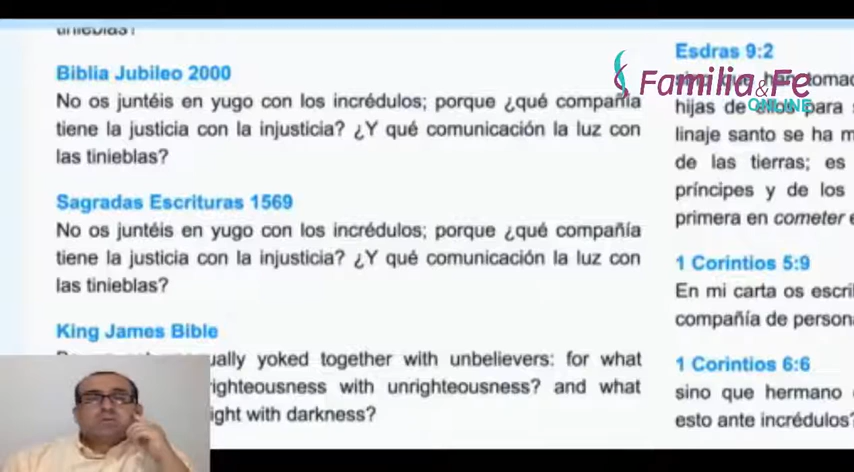 Biblia Jubileo 2000
No os juntéis en yugo con los incrédulos; porque ¿qué compañía
tiene la justicia con la injusticia? ¿Y qué comunicación la luz con
las tinieblas?
Sagradas Escrituras 1569
No os juntéis en yugo con los incrédulos; porque ¿qué compañía
tiene la justicia con la injusticia? ¿Y qué comunicación la luz con
las tinieblas?
King James Bible
yoked together with unbelievers: for what
righteousness with unrighteousness? and what
with darkness?
Esdras 9:2
que han
hijas de ellos para
linaje santo se ha
de las tierras; es
príncipes y de los
primera en cometer
1 Corintios 5:9
En mi carta os
compañía de
1 Corintios 6:6
sino que hermano
esto ante incrédulos?
Familia&Fe
ONLINE